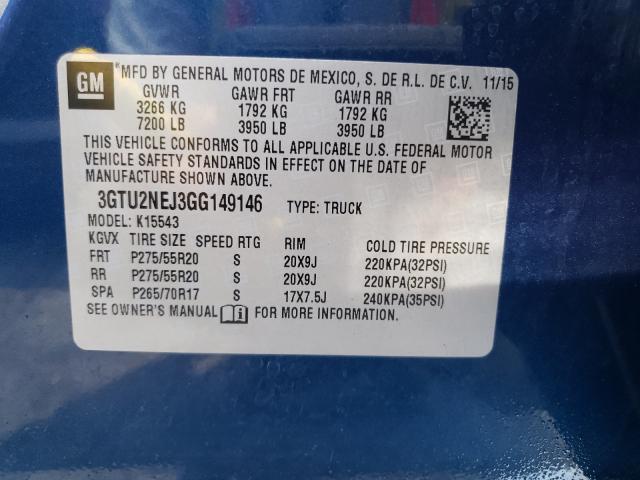 GM *MFD BY GENERAL MOTORS DE MEXICO, S. DE R.L. DE C.V. 11/15
GVWR GAWR FRT GAWR RR
3266 KG 1792 KG 1792 KG
7200 LB 3950 LB 3950 LB
THIS VEHICLE CONFORMS TO ALL APPLICABLE U.S. FEDERAL MOTOR
VEHICLE SAFETY STANDARDS IN EFFECT ON THE DATE OF
MANUFACTURE SHOWN ABOVE.
3GTU2NEJ3GG149146 TYPE: TRUCK
MODEL: K15543
KGVX TIRE SIZE SPEED RTG RIM COLD TIRE PRESSURE
FRT P275/55R20 S 20X9J 220KPA(32PSI)
RR P275/55R20 S 20X9J 220KPA(32PSI)
SPA P265/70R17 S 17X7.5J 240KPA(35PSI)
SEE OWNER'S MANUAL FOR MORE INFORMATION.